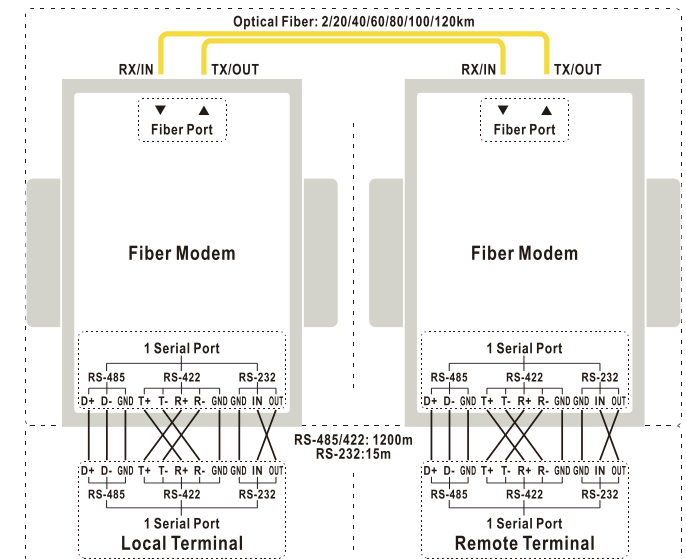 Optical Fiber: 2/20/40/60/80/100/120km
RX/IN TX/OUT RX/IN TX/OUT
Fiber Port Fiber Port
Fiber Modem Fiber Modem
1 Serial Port 1 Serial Port
RS-485 RS-422 RS-232 RS-485 RS-422 RS-232
D+ D- GND T+ T- R+ R- GND GND IN OUT D+ D- GND T+ T- R+ R- GND GND IN OUT
RS-485/422: 1200m
RS-232:15m
D+ D- GND T+ T- R+ R- GND GND IN OUT D+ D- GND T+ T- R+ R- GND GND IN OUT
RS-485 RS-422 RS-232 RS-485 RS-422 RS-232
1 Serial Port 1 Serial Port
Local Terminal Remote Terminal